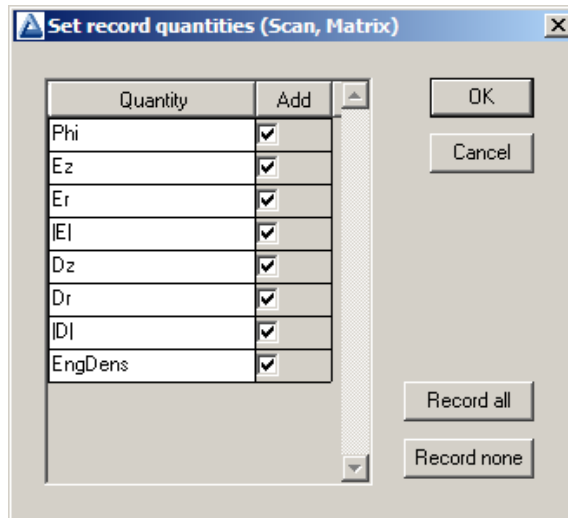 Set record quantities (Scan, Matrix)
Quantity Add
Phi
Ez
Er
|E|
Dz
Dr
|D|
EngDens
OK
Cancel
Record all
Record none